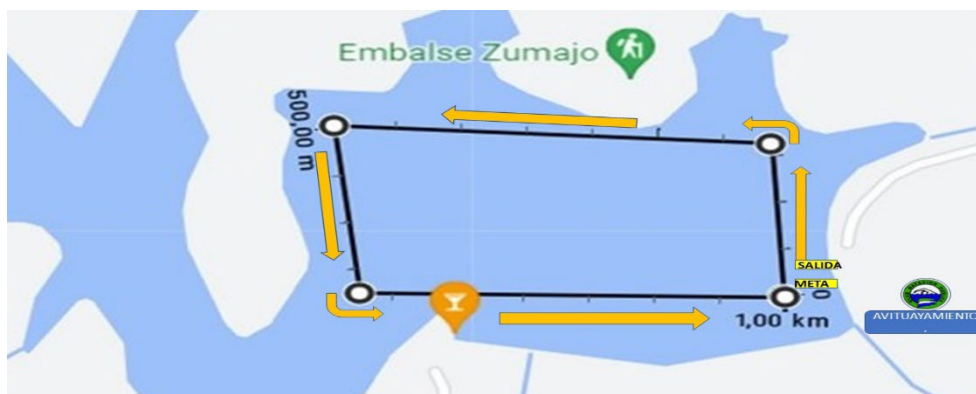 Embalse Zumajo
500,00 m
SALIDA
META
0
1,00 km
AVITUAYAMIENTO
.